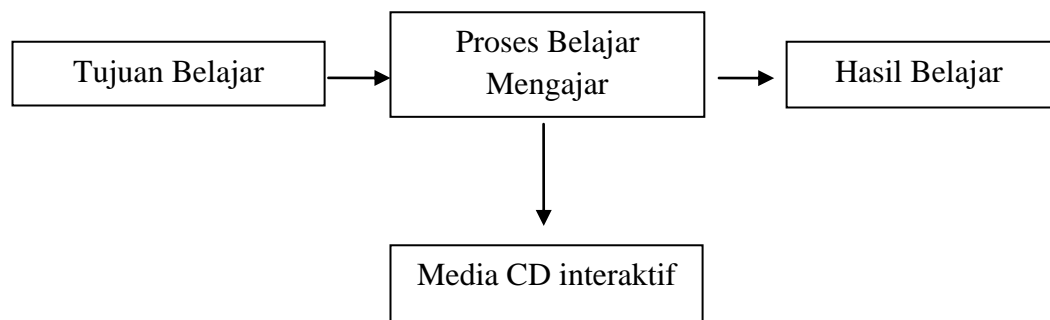 Tujuan Belajar
Proses Belajar
Mengajar
Hasil Belajar
Media CD interaktif